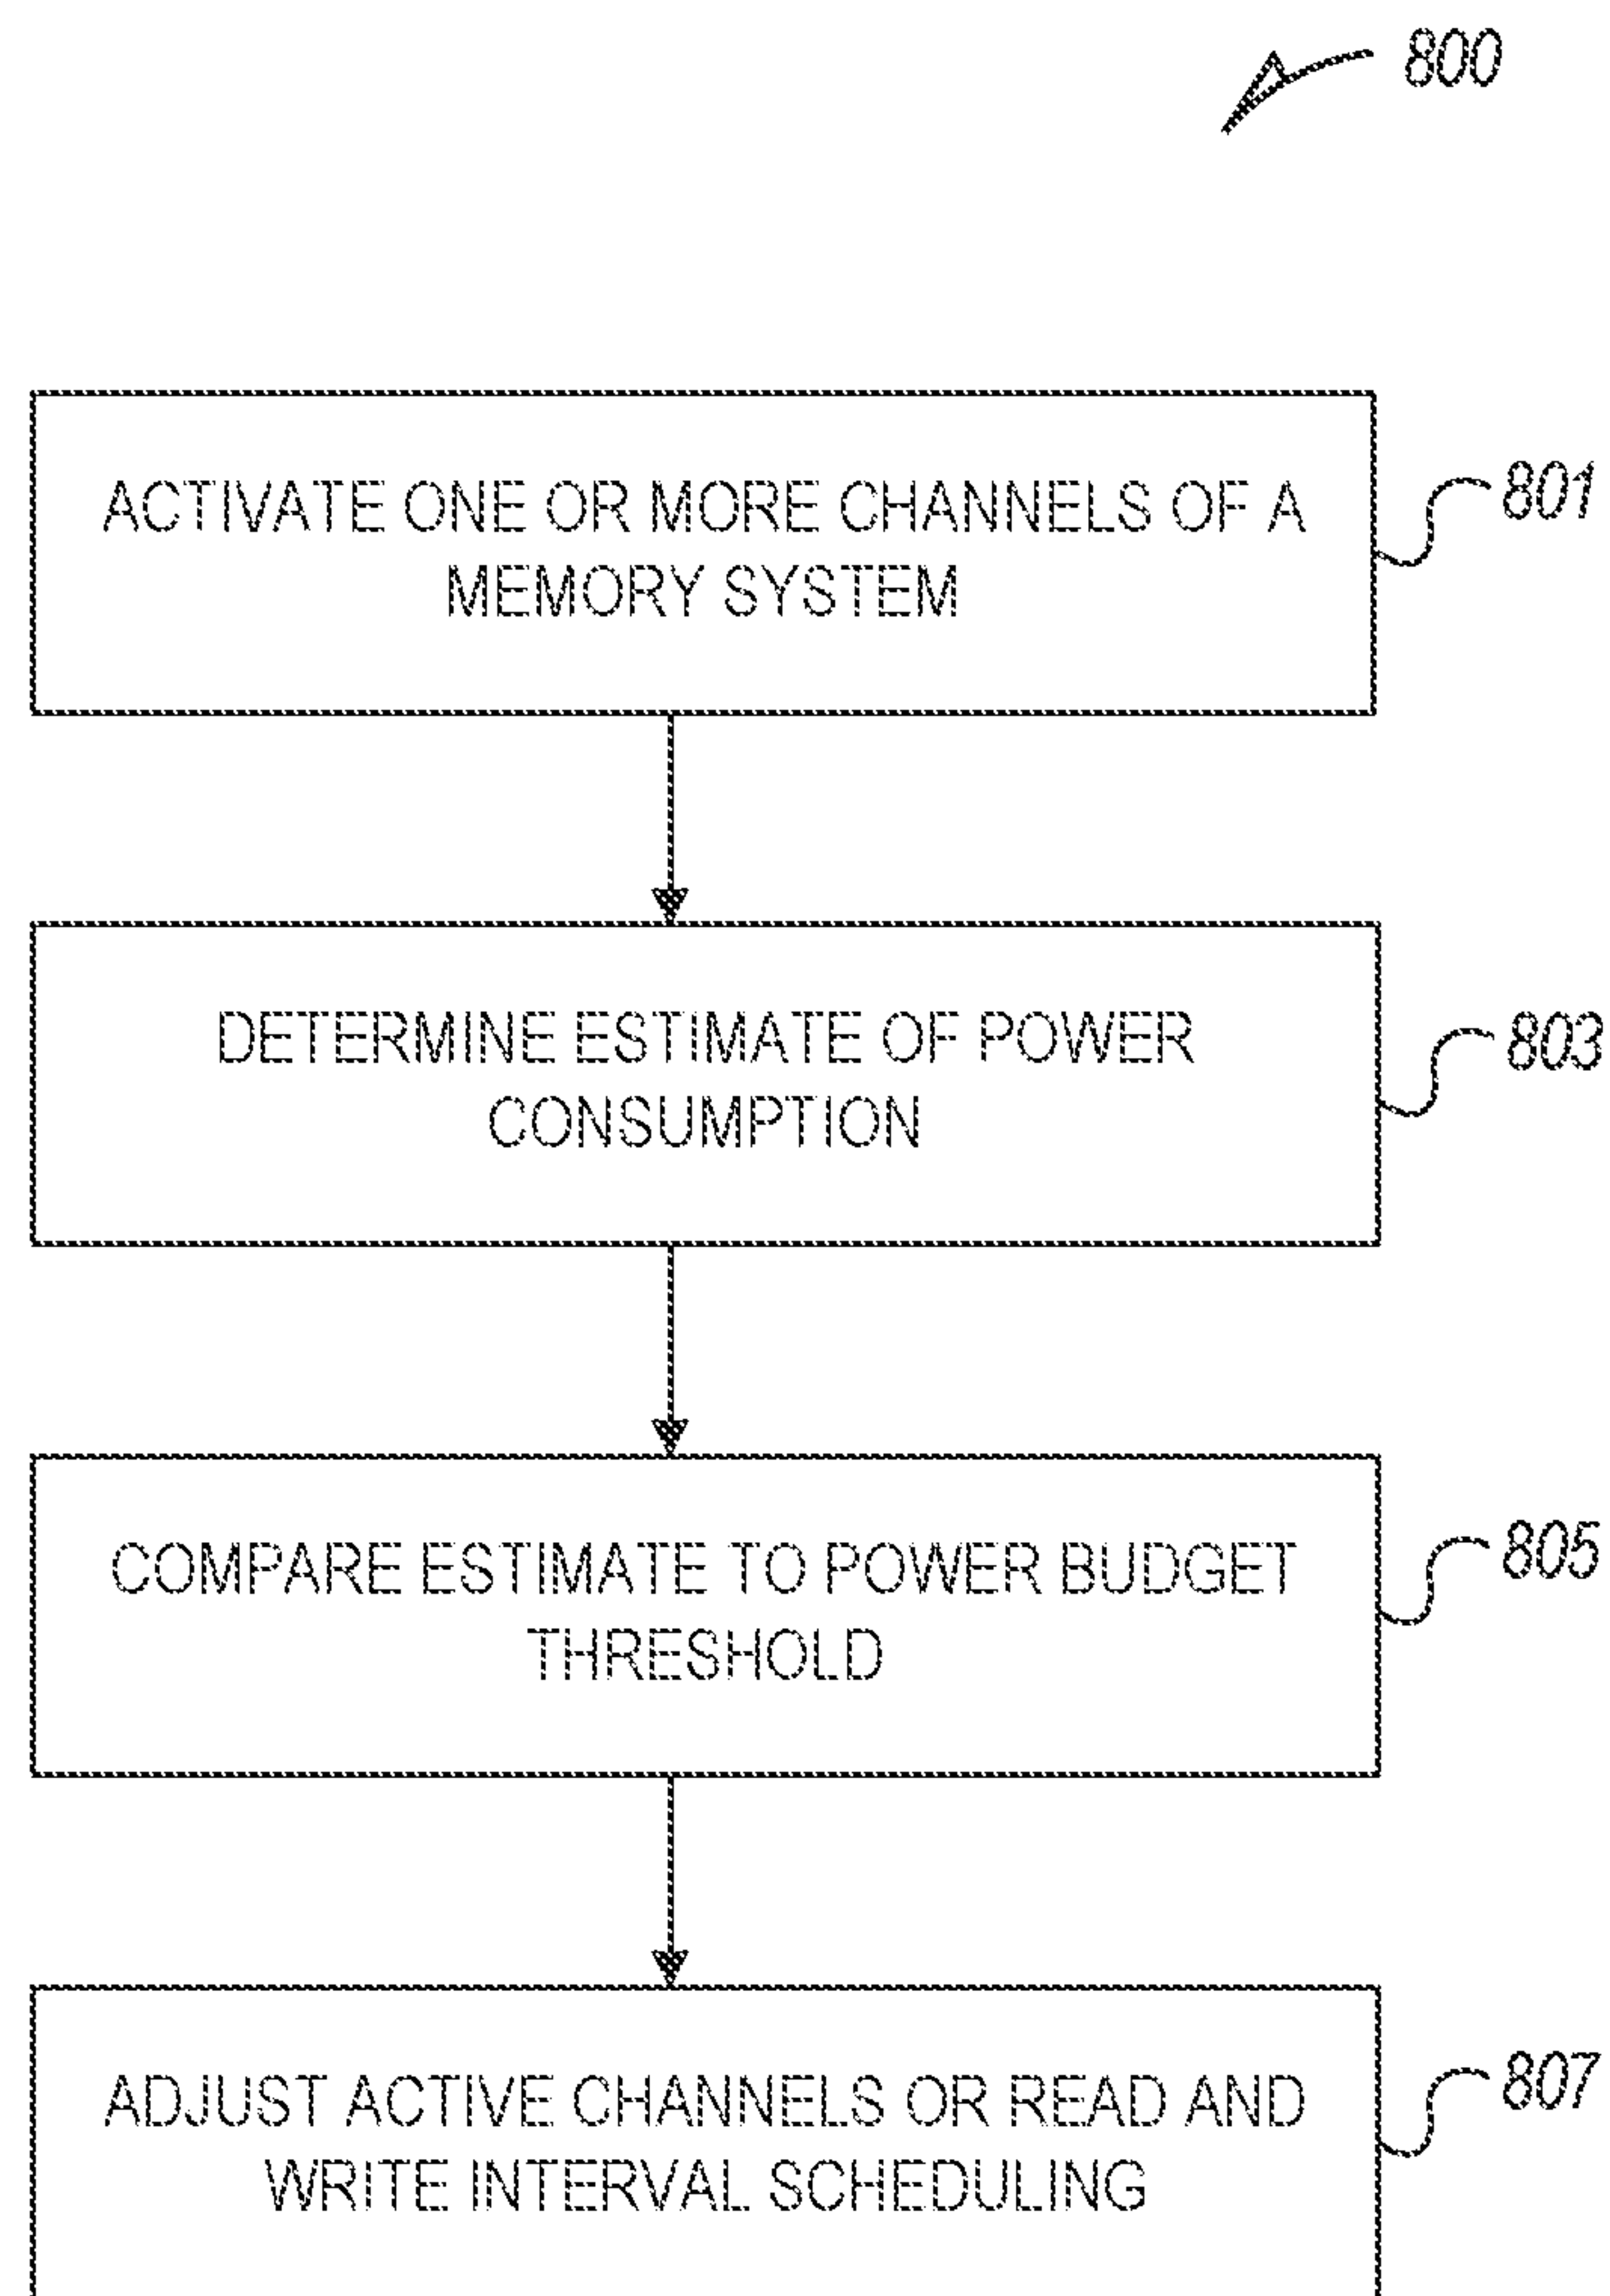 800
ACTIVATE ONE OR MORE CHANNELS OF A
MEMORY SYSTEM
801
DETERMINE ESTIMATE OF POWER
CONSUMPTION
803
COMPARE ESTIMATE TO POWER BUDGET
THRESHOLD
805
ADJUST ACTIVE CHANNELS OR READ AND
WRITE INTERVAL SCHEDULING
807